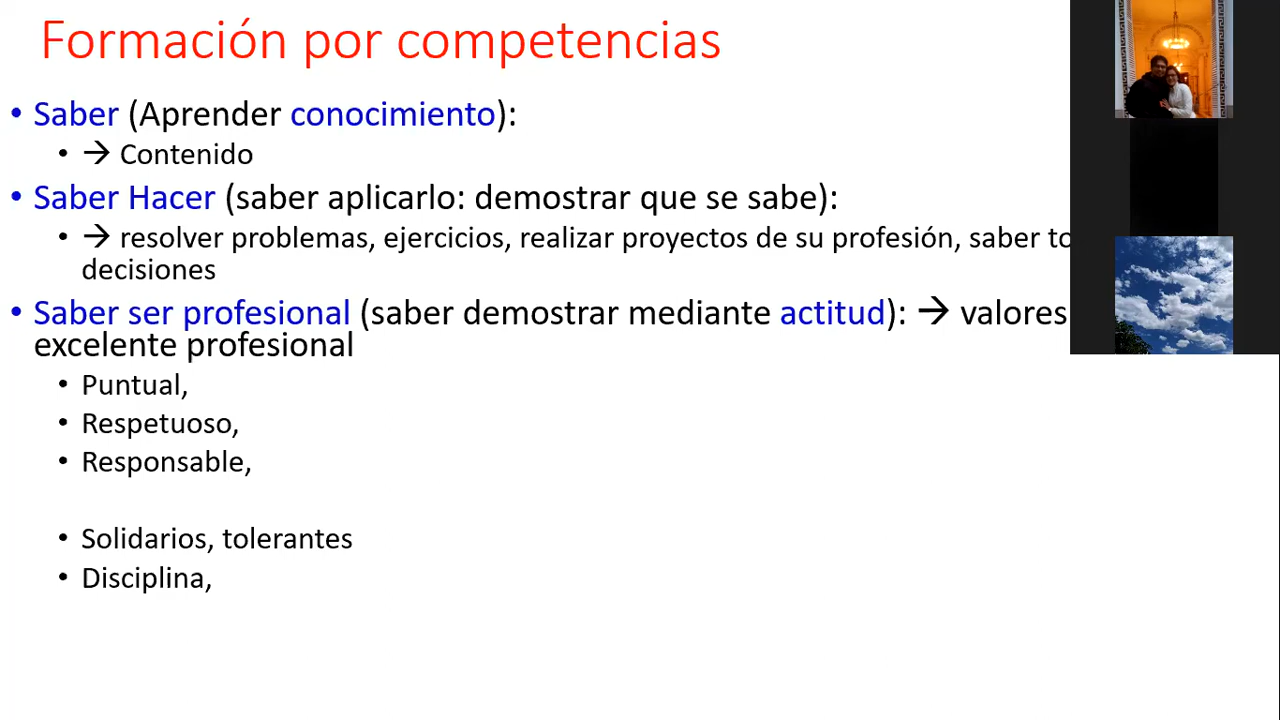 Formación por competencias
• Saber (Aprender conocimiento):
• → Contenido
• Saber Hacer (saber aplicarlo: demostrar que se sabe):
• → resolver problemas, ejercicios, realizar proyectos de su profesión, saber
decisiones
• Saber ser profesional (saber demostrar mediante actitud): → valores
excelente profesional
• Puntual,
• Respetuoso,
• Responsable,
• Solidarios, tolerantes
• Disciplina,